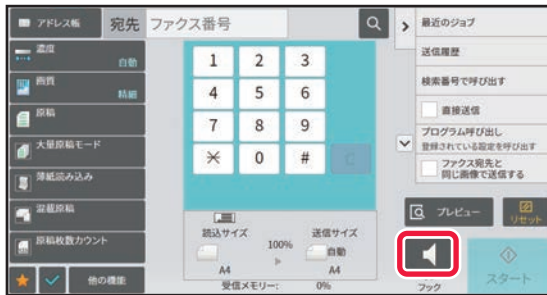 アドレス帳
宛先
ファクス番号
濃度
自動
画質
精細
原稿
大量原稿モード
薄紙読み込み
混載原稿
原稿枚数カウント
他の機能
1 2 3
4 5 6
7 8 9
＊ 0 # C
読込サイズ
100%
送信サイズ
自動
A4
A4
受信メモリー: 0%
最近のジョブ
送信履歴
検索番号で呼び出す
直接送信
プログラム呼び出し
登録されている設定を呼び出す
ファクス宛先と
同じ画像で送信する
プレビュー
リセット
フック
スタート